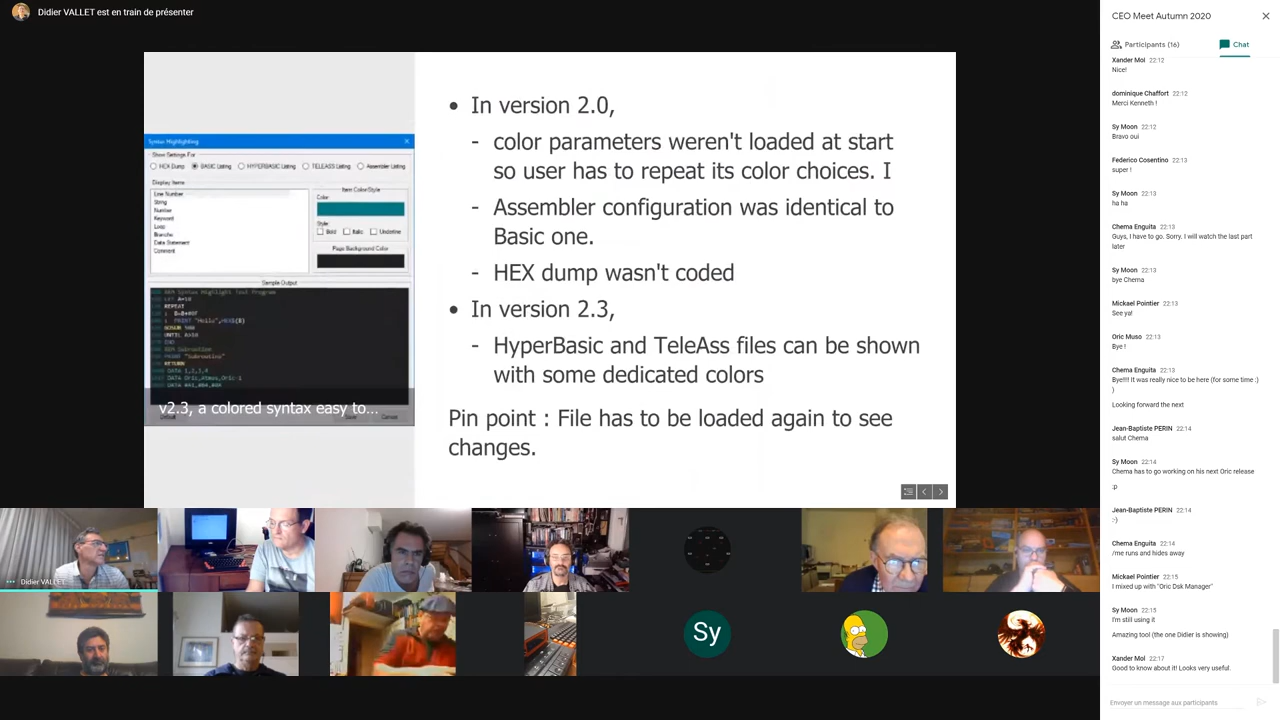 Didier VALLET est en train de présenter
Syntax Highlighting
Show Settings For
HEX Dump
BASIC Listing
HYPERBASIC Listing
TELEASS Listing
Assembler Listing
Display Items
Line Number
String
Number
Keyword
Loop
Branche
Data Statement
Comment
Item Color/Style
Color:
Style:
Bold
Italic
Underline
Page Background Color
Sample Output
REPEAT
UNTIL A=50
RETURN
DATA 1,2,3,4
v2.3, a colored syntax easy to...
Default
Save
Cancel
• In version 2.0,
- color parameters weren't loaded at start
so user has to repeat its color choices. I
- Assembler configuration was identical to
Basic one.
- HEX dump wasn't coded
• In version 2.3,
- HyperBasic and TeleAss files can be shown
with some dedicated colors
Pin point : File has to be loaded again to see
changes.
Didier VALLET
Sy
CEO Meet Autumn 2020
Participants (16)
Chat
Xander Mol 22:12
Nice!
dominique Chaffort 22:12
Merci Kenneth !
Sy Moon 22:12
Bravo oui
Federico Cosentino 22:13
super !
Sy Moon 22:13
ha ha
Chema Enguita 22:13
Guys, I have to go. Sorry. I will watch the last part
later
Sy Moon 22:13
bye Chema
Mickael Pointier 22:13
See ya!
Oric Muso 22:13
Bye !
Chema Enguita 22:13
Bye!!!! It was really nice to be here (for some time :)
)
Looking forward the next
Jean-Baptiste PERIN 22:14
salut Chema
Sy Moon 22:14
Chema has to go working on his next Oric release
:p
Jean-Baptiste PERIN 22:14
:-)
Chema Enguita 22:14
/me runs and hides away
Mickael Pointier 22:15
I mixed up with "Oric Dsk Manager"
Sy Moon 22:15
I'm still using it
Amazing tool (the one Didier is showing)
Xander Mol 22:17
Good to know about it! Looks very useful.
Envoyer un message aux participants